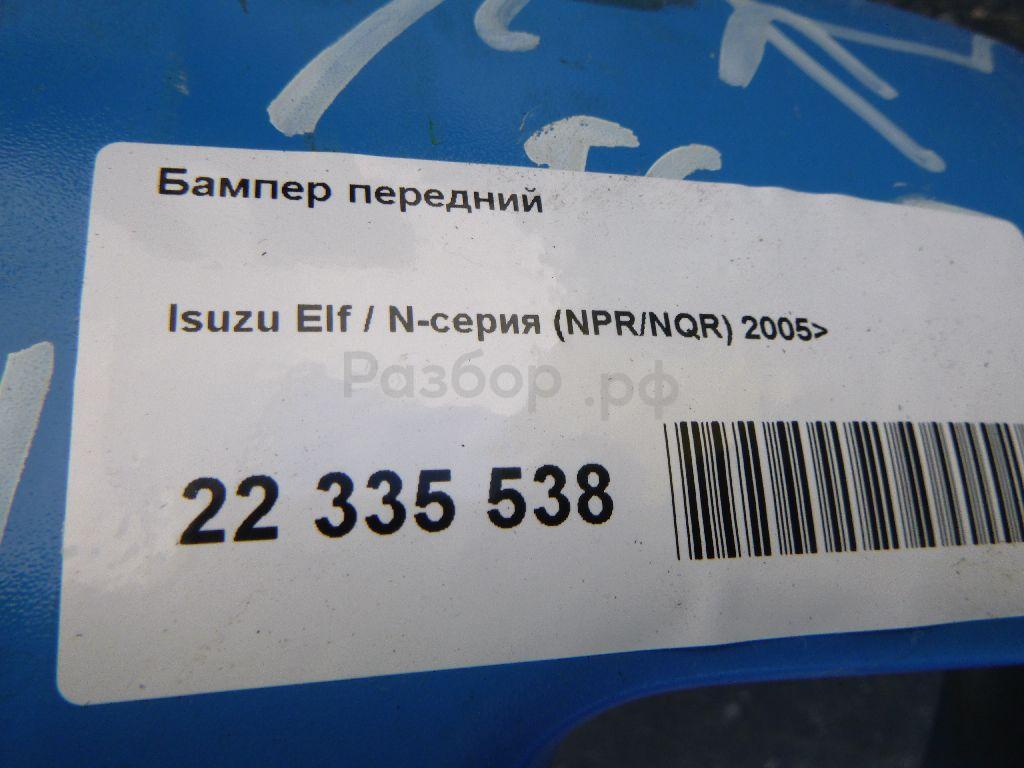 Бампер передний
Isuzu Elf / N-серия (NPR/NQR) 2005>
Разбор.рф
22 335 538